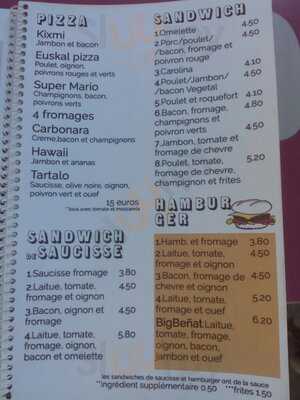 PIZZA
Kixmi
Jambon et bacon
Euskal pizza
Poulet, oignon,
poivrons rouges et verts
Super Mario
Champignons, bacon,
poivrons verts
4 fromages
Carbonara
Creme,bacon et champignons
Hawaii
Jambon et ananas
Tartalo
Saucisse, olive noire, oignon,
poivron vert et ouef
15 euros
*tous avec tomate et mozzarella
SANDWICH
DE SAUCISSE
1.Saucisse fromage 3.80
2.Laitue, tomate, 4.50
fromage et oignon
3.Bacon, oignon et 4.50
fromage
4.Laitue, tomate, 5.80
fromage, oignon,
bacon et omelette
SANDWICH
1.Omelette 4.50
2.Porc/poulet/ 4.50
/bacon, fromage et
poivron rouge
3.Carolina 4.10
4.Poulet/Jambon/ 4.50
/bacon Vegetal
5.Poulet et roquefort 4.10
6.Bacon, fromage, 4.80
champignons et
poivron verts
7.Jambon, tomate et 4.50
fromage de chevre
8.Poulet, tomate, 5.20
fromage de chevre,
champignon et frites
HAMBUR
GER
1.Hamb. et fromage 3.80
2.Laitue, tomate, 4.50
fromage et oignon
3.Bacon, fromage de 4.50
chevre et oignon
4.Laitue, tomate, 5.20
fromage et ouef
BigBeñat:Laitue, 6.20
tomate, fromage,
oignon, bacon,
jambon et ouef
les sandwiches de saucisse et hamburger ont de la sauce
**ingrédient supplémentaire 0.50 ***frites 1.50